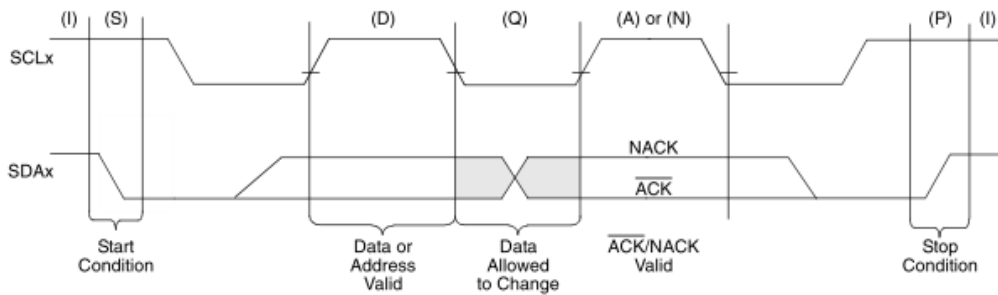 (I) (S) (D) (Q) (A) or (N) (P) (I)
SCLx
NACK
SDAx
ACK
Start
Condition
Data or
Address
Valid
Data
Allowed
to Change
ACK/NACK
Valid
Stop
Condition